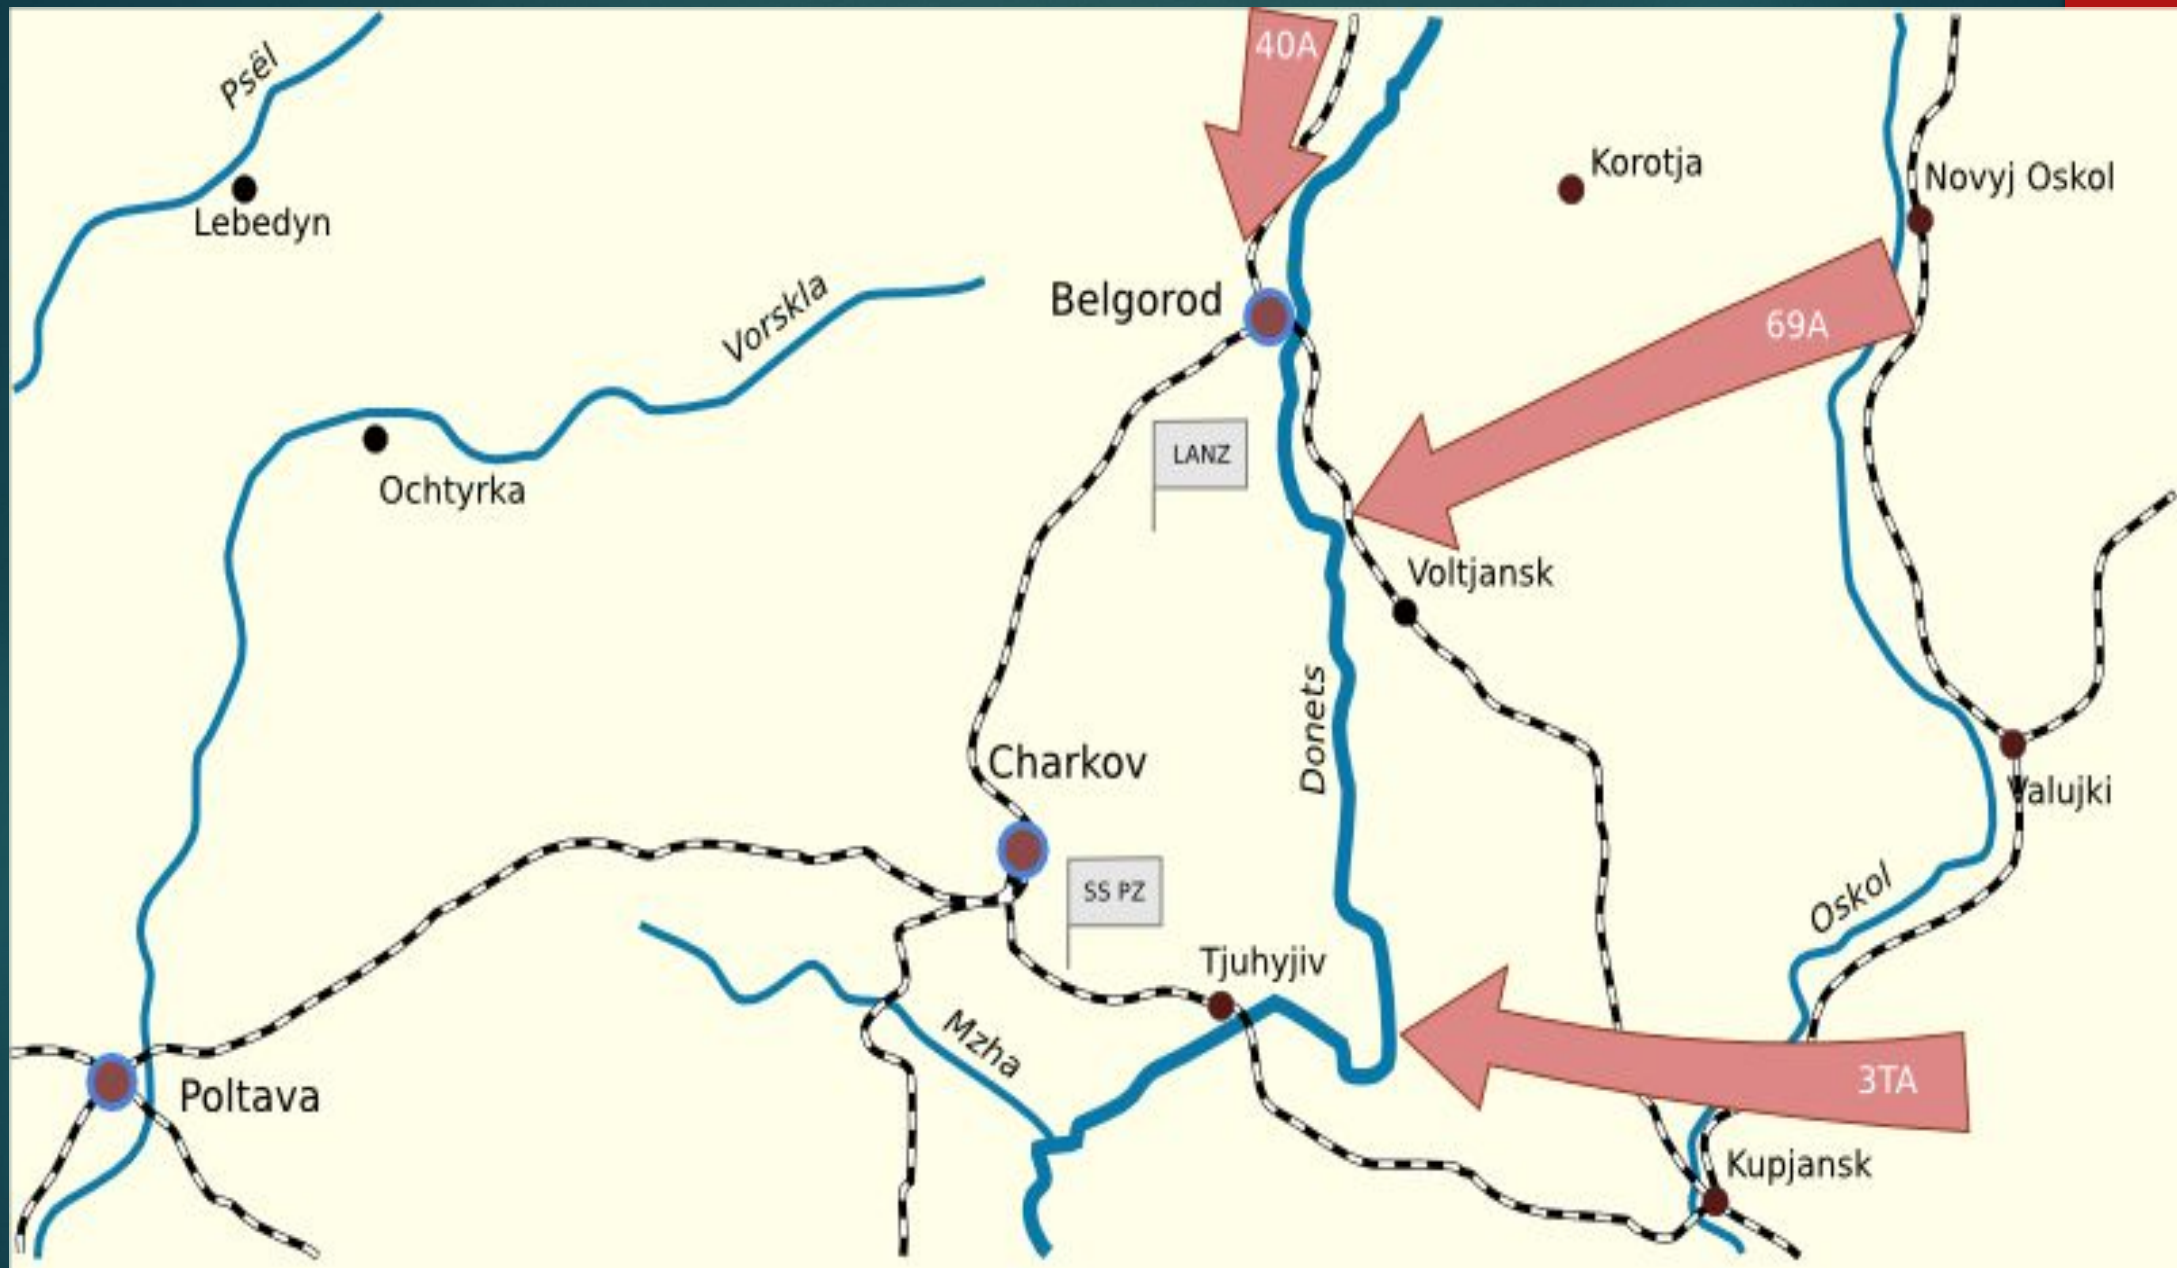 40A
Psël
Korotja
Novyj Oskol
Lebedyn
Belgorod
Vorskla
69A
LANZ
Ochtyrka
Voltjansk
Donets
Charkov
Valujki
SS PZ
Oskol
Tjuhyjiv
Mzha
3TA
Poltava
Kupjansk